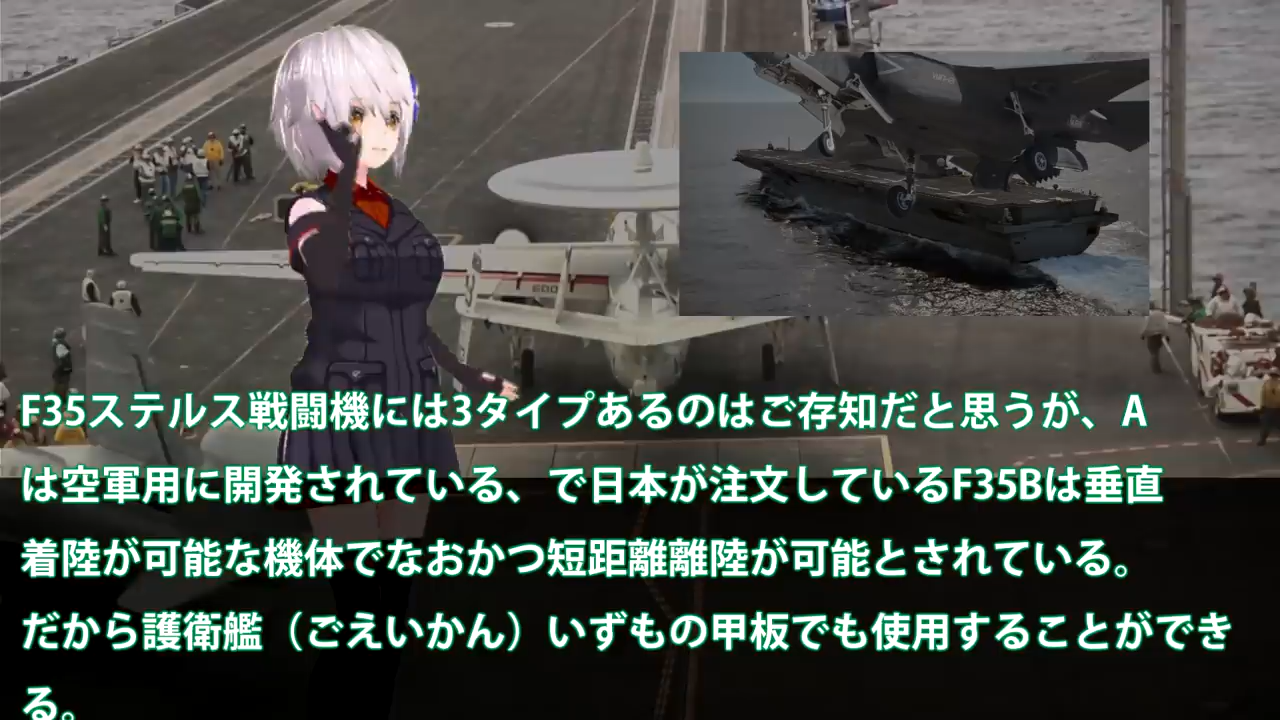 F35ステルス戦闘機には3タイプあるのはご存知だと思うが、A
は空軍用に開発されている、で日本が注文しているF35Bは垂直
着陸が可能な機体でなおかつ短距離離陸が可能とされている。
だから護衛艦（ごえいかん）いずもの甲板でも使用することができ
る。